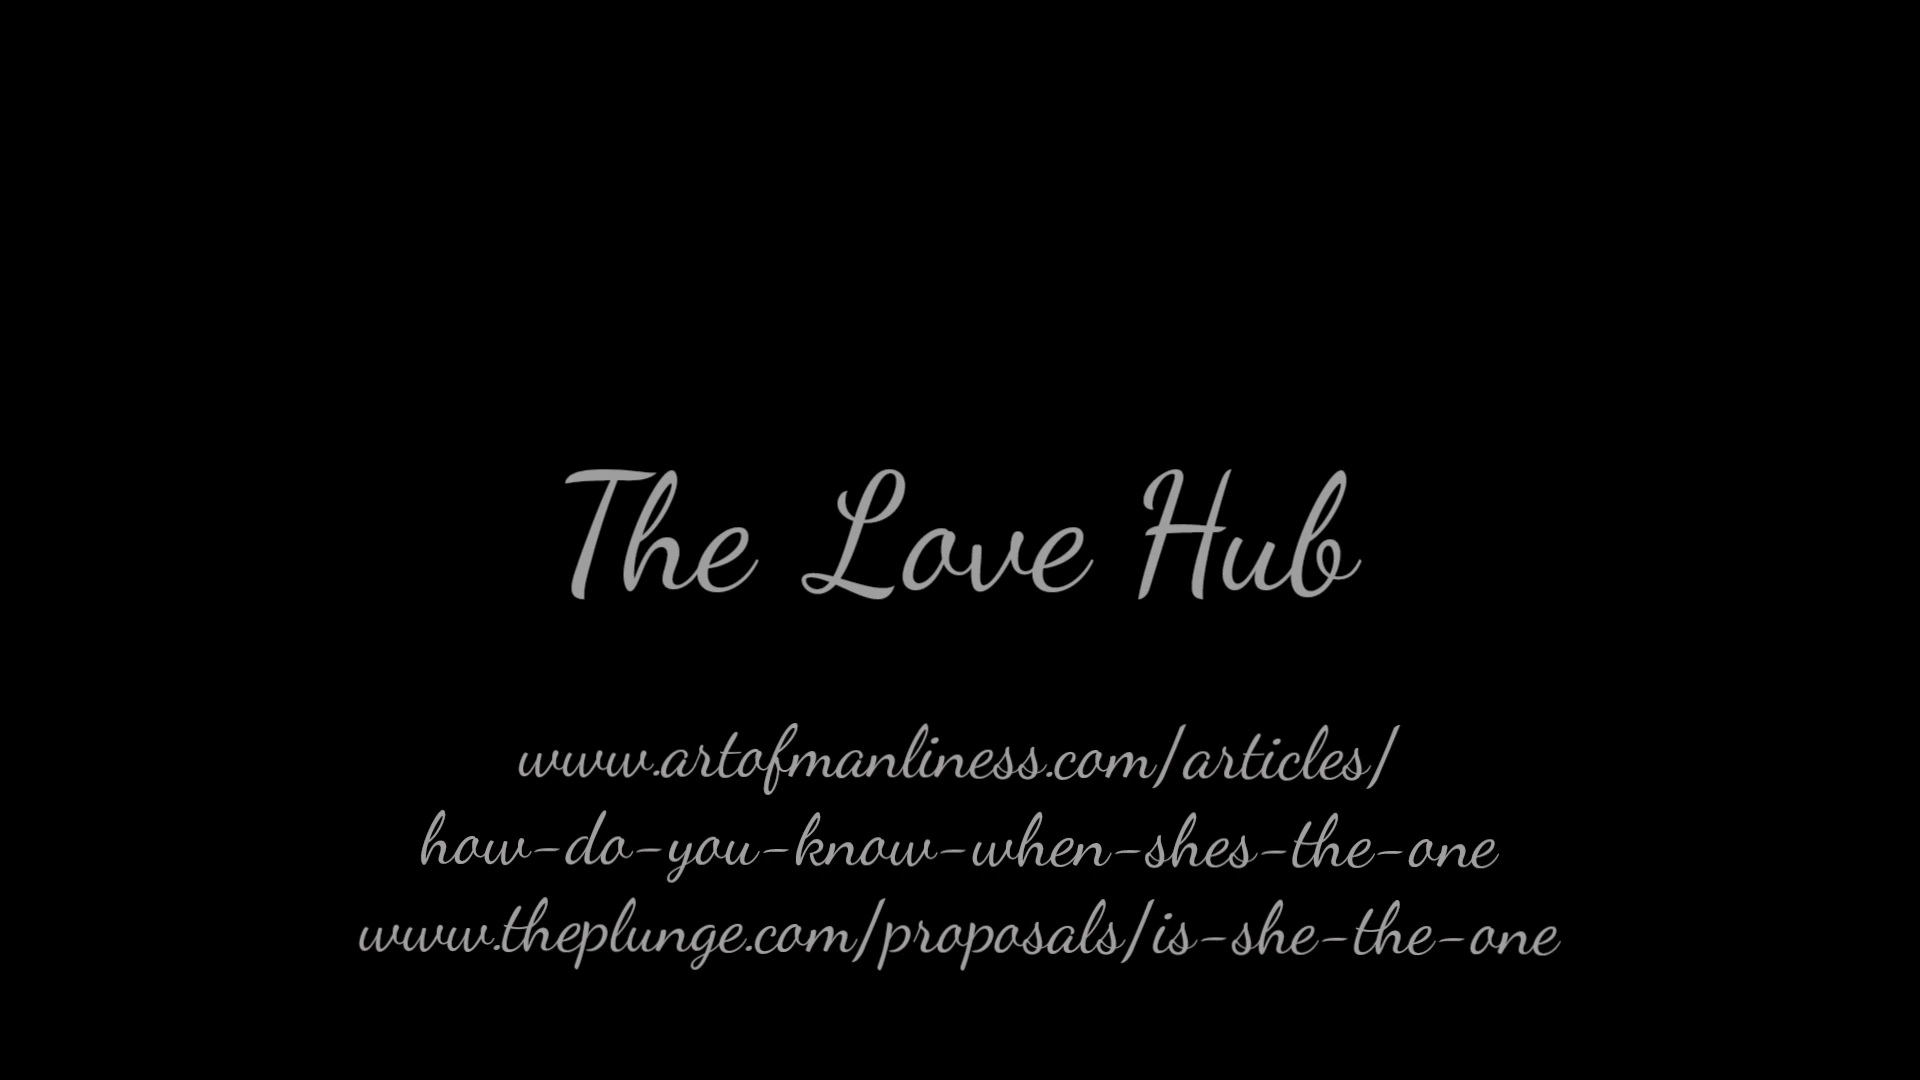 The Love Hub
www.artofmanliness.com/articles/
how-do-you-know-when-shes-the-one
www.theplunge.com/proposals/is-she-the-one